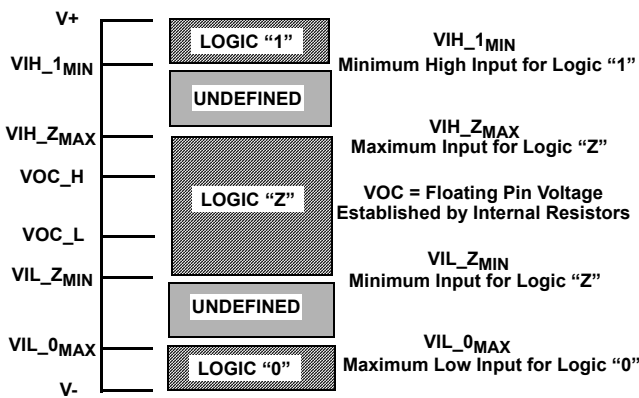 V+
LOGIC “1”
VIH_1MIN
VIH_1MIN
Minimum High Input for Logic “1”
UNDEFINED
VIH_ZMAX
VIH_ZMAX
Maximum Input for Logic “Z”
VOC_H
LOGIC “Z”
VOC = Floating Pin Voltage
Established by Internal Resistors
VOC_L
VIL_ZMIN
VIL_ZMIN
Minimum Input for Logic “Z”
UNDEFINED
VIL_0MAX
VIL_0MAX
Maximum Low Input for Logic “0”
LOGIC “0”
V-